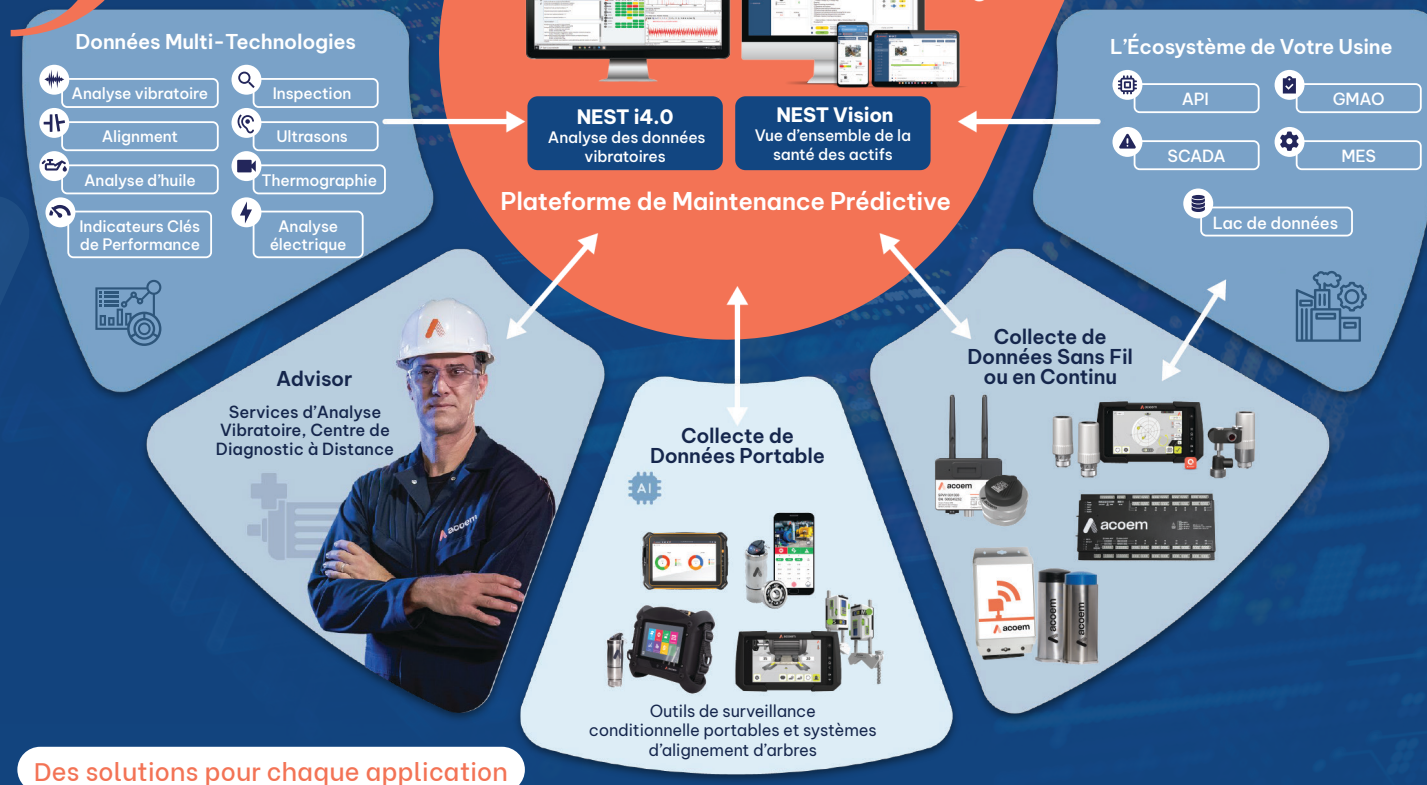 Données Multi-Technologies
Analyse vibratoire
Inspection
Alignment
Ultrasons
Analyse d'huile
Thermographie
Indicateurs Clés
de Performance
Analyse
électrique
NEST i4.0
Analyse des données
vibratoires
NEST Vision
Vue d'ensemble de la
santé des actifs
Plateforme de Maintenance Prédictive
L'Écosystème de Votre Usine
API
GMAO
SCADA
MES
Lac de données
Advisor
Services d'Analyse
Vibratoire, Centre de
Diagnostic à Distance
acoem
Collecte de
Données Portable
AI
Outils de surveillance
conditionnelle portables et systèmes
d'alignement d'arbres
Collecte de
Données Sans Fil
ou en Continu
acoem
acoem
acoem
acoem
acoem
Des solutions pour chaque application